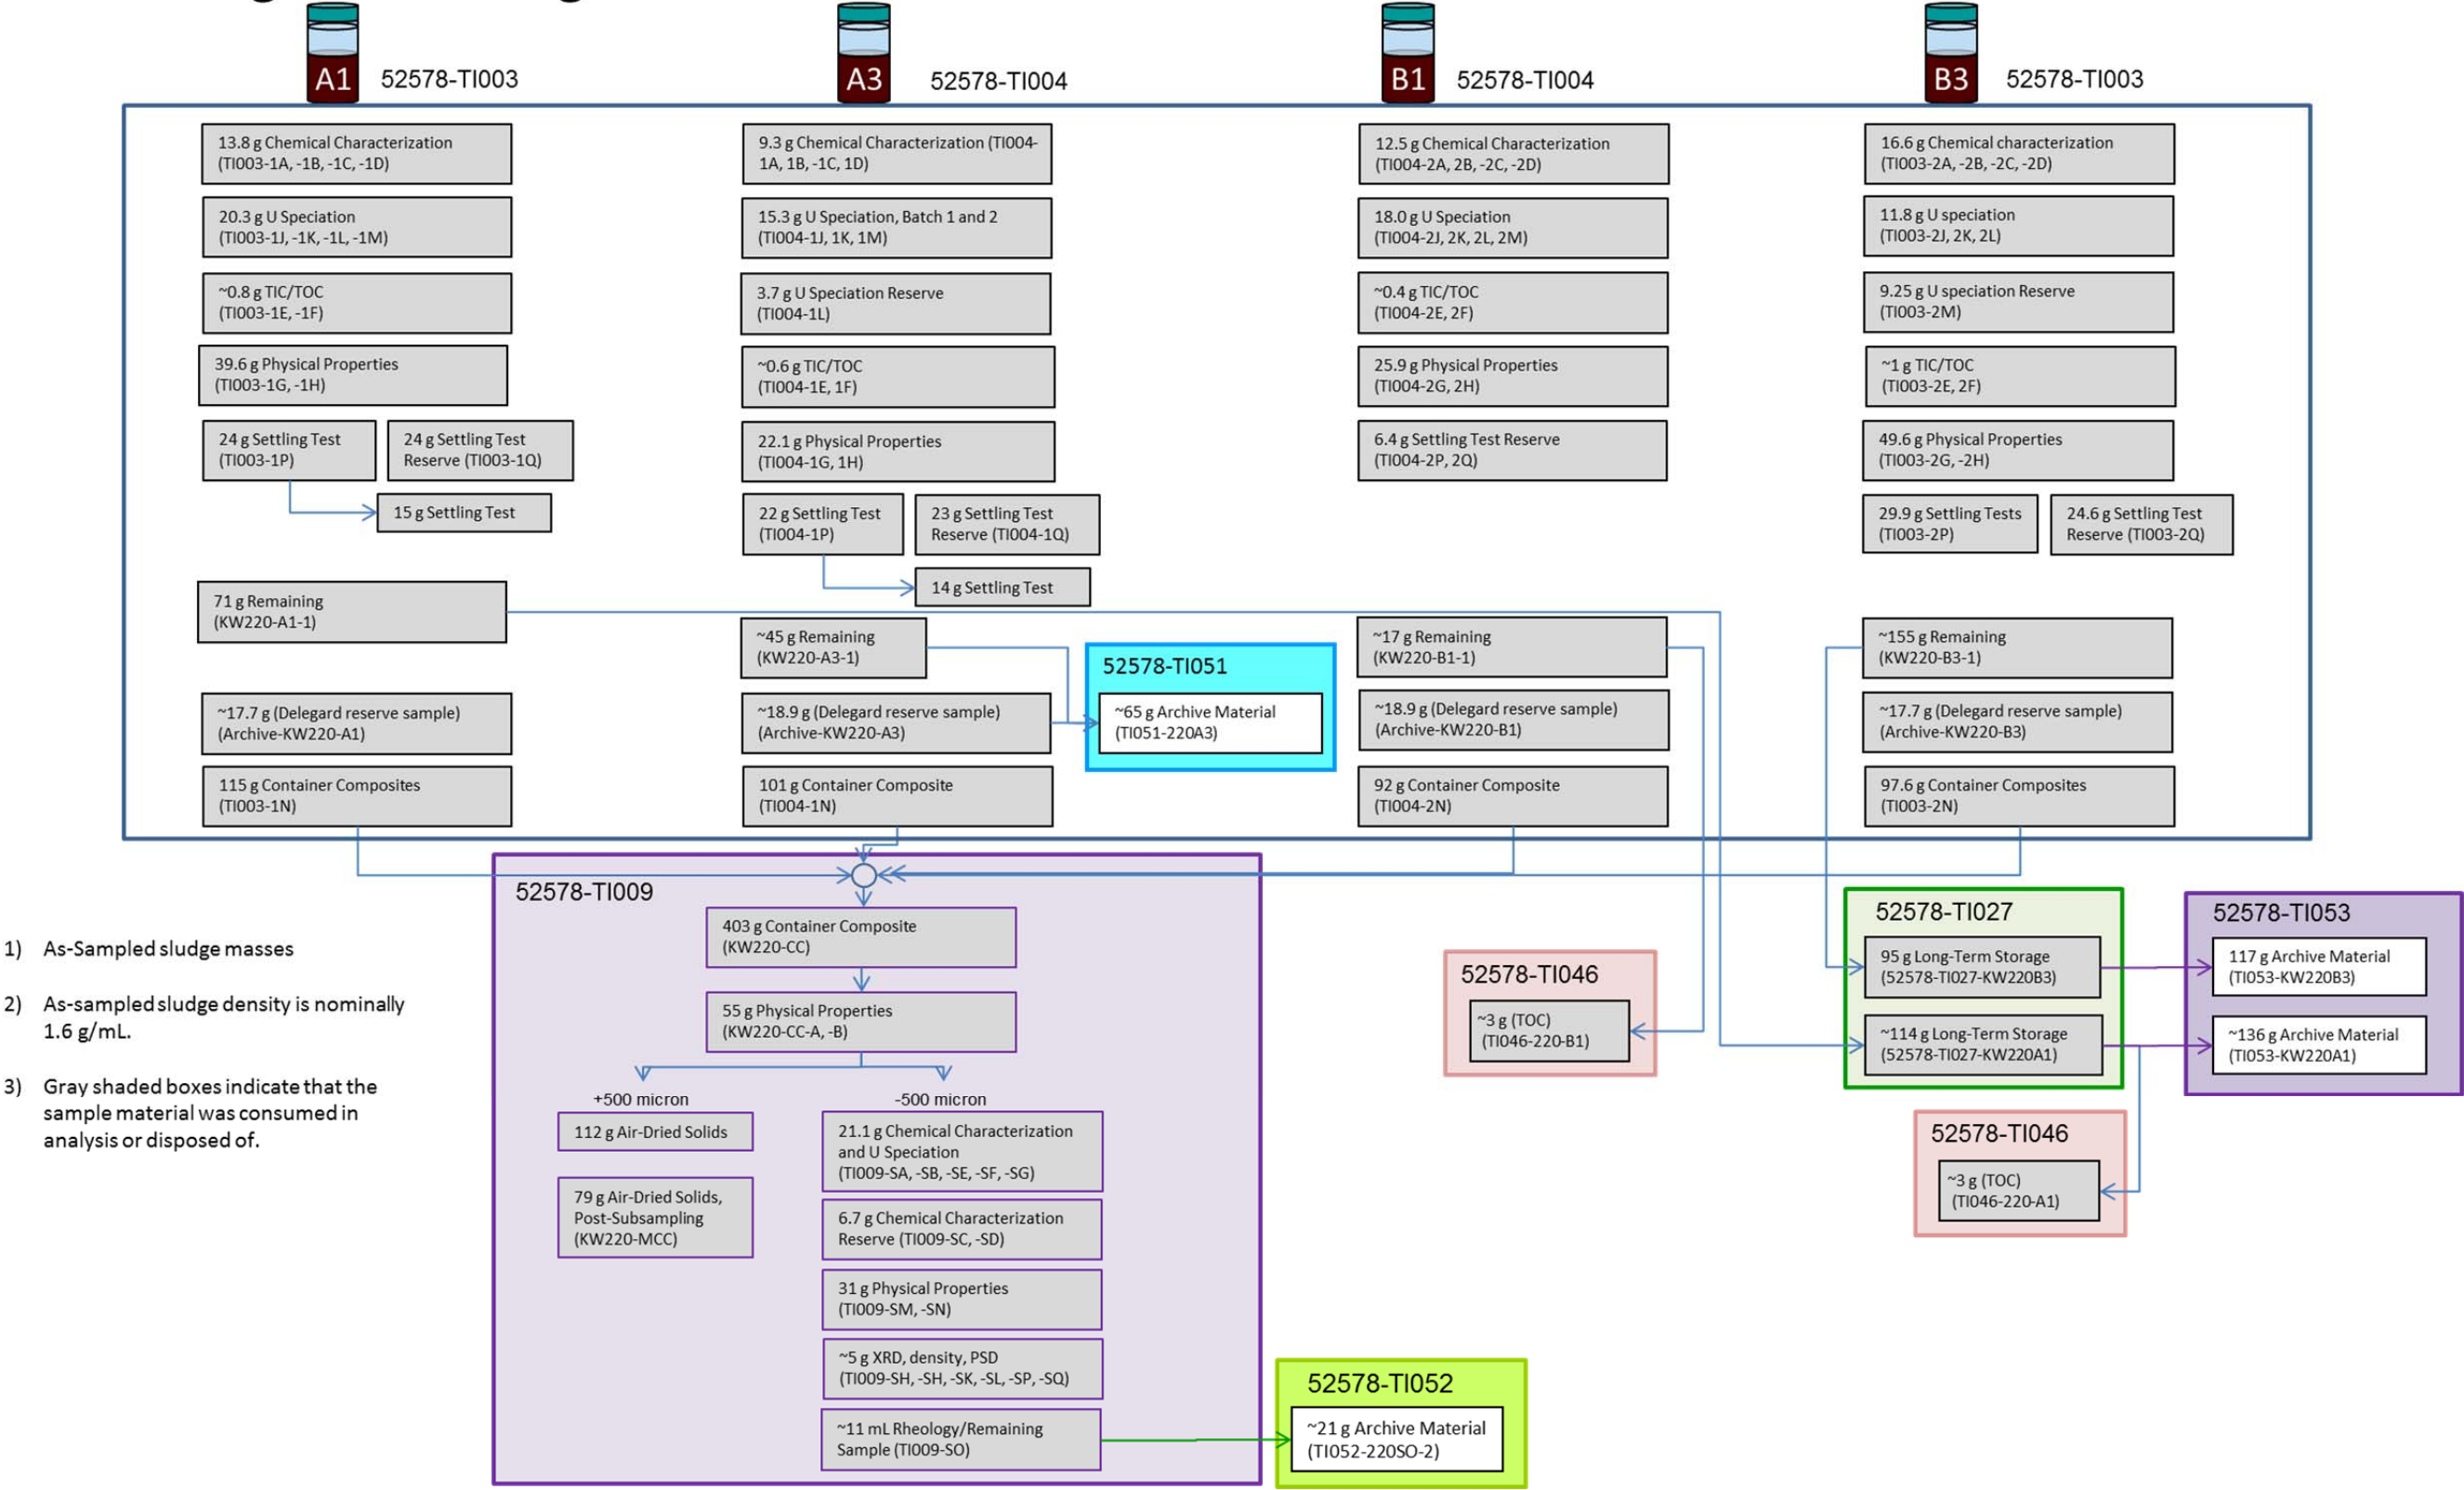 A1
52578-TI003
A3
52578-TI004
B1
52578-TI004
B3
52578-TI003
13.8 g Chemical Characterization
(TI003-1A, -1B, -1C, -1D)
20.3 g U Speciation
(TI003-1J, -1K, -1L, -1M)
~0.8 g TIC/TOC
(TI003-1E, -1F)
39.6 g Physical Properties
(TI003-1G, -1H)
24 g Settling Test
(TI003-1P)
24 g Settling Test
Reserve (TI003-1Q)
15 g Settling Test
71 g Remaining
(KW220-A1-1)
~17.7 g (Delegard reserve sample)
(Archive-KW220-A1)
115 g Container Composites
(TI003-1N)
9.3 g Chemical Characterization (TI004-
1A, 1B, -1C, 1D)
15.3 g U Speciation, Batch 1 and 2
(TI004-1J, 1K, 1M)
3.7 g U Speciation Reserve
(TI004-1L)
~0.6 g TIC/TOC
(TI004-1E, 1F)
22.1 g Physical Properties
(TI004-1G, 1H)
22 g Settling Test
(TI004-1P)
23 g Settling Test
Reserve (TI004-1Q)
14 g Settling Test
~45 g Remaining
(KW220-A3-1)
~18.9 g (Delegard reserve sample)
(Archive-KW220-A3)
101 g Container Composite
(TI004-1N)
52578-TI051
~65 g Archive Material
(TI051-220A3)
12.5 g Chemical Characterization
(TI004-2A, 2B, -2C, -2D)
18.0 g U Speciation
(TI004-2J, 2K, 2L, 2M)
~0.4 g TIC/TOC
(TI004-2E, 2F)
25.9 g Physical Properties
(TI004-2G, 2H)
6.4 g Settling Test Reserve
(TI004-2P, 2Q)
~17 g Remaining
(KW220-B1-1)
~18.9 g (Delegard reserve sample)
(Archive-KW220-B1)
92 g Container Composite
(TI004-2N)
16.6 g Chemical characterization
(TI003-2A, -2B, -2C, -2D)
11.8 g U speciation
(TI003-2J, 2K, 2L)
9.25 g U speciation Reserve
(TI003-2M)
~1 g TIC/TOC
(TI003-2E, 2F)
49.6 g Physical Properties
(TI003-2G, -2H)
29.9 g Settling Tests
(TI003-2P)
24.6 g Settling Test
Reserve (TI003-2Q)
~155 g Remaining
(KW220-B3-1)
~17.7 g (Delegard reserve sample)
(Archive-KW220-B3)
97.6 g Container Composites
(TI003-2N)
1) As-Sampled sludge masses
2) As-sampled sludge density is nominally
1.6 g/mL.
3) Gray shaded boxes indicate that the
sample material was consumed in
analysis or disposed of.
52578-TI009
403 g Container Composite
(KW220-CC)
55 g Physical Properties
(KW220-CC-A, -B)
+500 micron
-500 micron
112 g Air-Dried Solids
79 g Air-Dried Solids,
Post-Subsampling
(KW220-MCC)
21.1 g Chemical Characterization
and U Speciation
(TI009-SA, -SB, -SE, -SF, -SG)
6.7 g Chemical Characterization
Reserve (TI009-SC, -SD)
31 g Physical Properties
(TI009-SM, -SN)
~5 g XRD, density, PSD
(TI009-SH, -SH, -SK, -SL, -SP, -SQ)
~11 mL Rheology/Remaining
Sample (TI009-SO)
52578-TI052
~21 g Archive Material
(TI052-220SO-2)
52578-TI046
~3 g (TOC)
(TI046-220-B1)
52578-TI027
95 g Long-Term Storage
(52578-TI027-KW220B3)
~114 g Long-Term Storage
(52578-TI027-KW220A1)
52578-TI053
117 g Archive Material
(TI053-KW220B3)
~136 g Archive Material
(TI053-KW220A1)
52578-TI046
~3 g (TOC)
(TI046-220-A1)